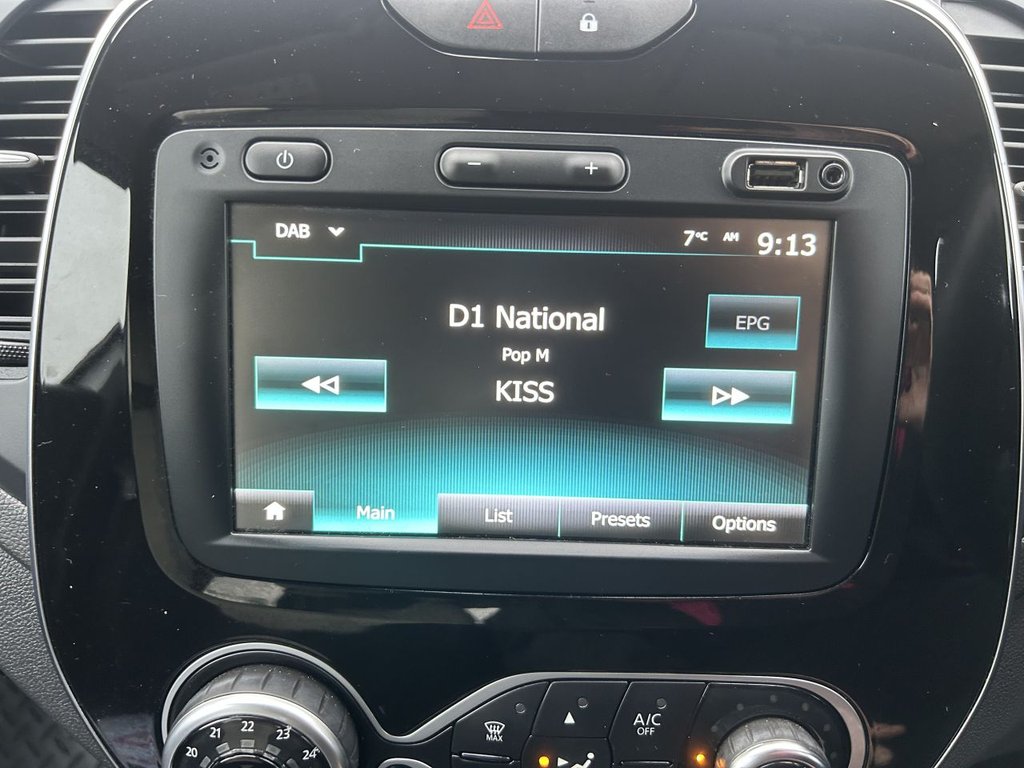 DAB
7°C AM 9:13
D1 National
EPG
Pop M
KISS
Main List Presets Options
MAX
A/C
OFF
20 21 22 23 24